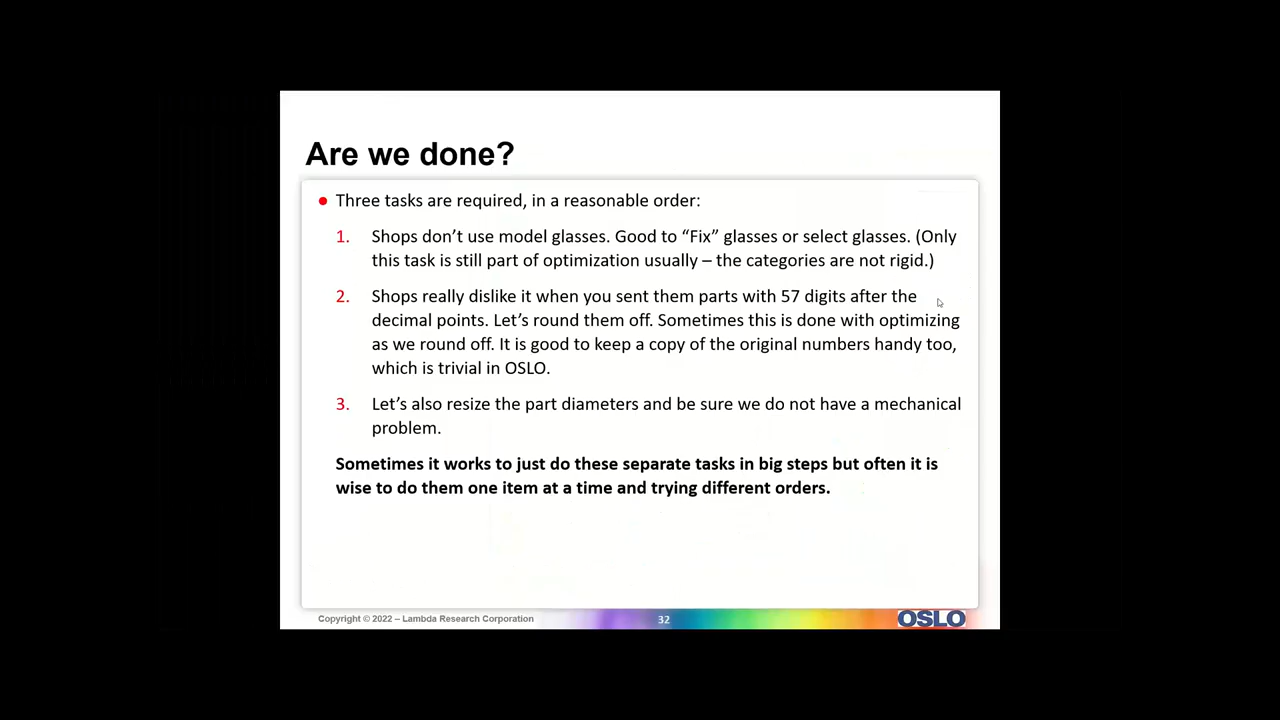 Are we done?
Three tasks are required, in a reasonable order:
1. Shops don’t use model glasses. Good to “Fix” glasses or select glasses. (Only
this task is still part of optimization usually – the categories are not rigid.)
2. Shops really dislike it when you sent them parts with 57 digits after the
decimal points. Let’s round them off. Sometimes this is done with optimizing
as we round off. It is good to keep a copy of the original numbers handy too,
which is trivial in OSLO.
3. Let’s also resize the part diameters and be sure we do not have a mechanical
problem.
Sometimes it works to just do these separate tasks in big steps but often it is
wise to do them one item at a time and trying different orders.
Copyright © 2022 – Lambda Research Corporation
32
OSLO